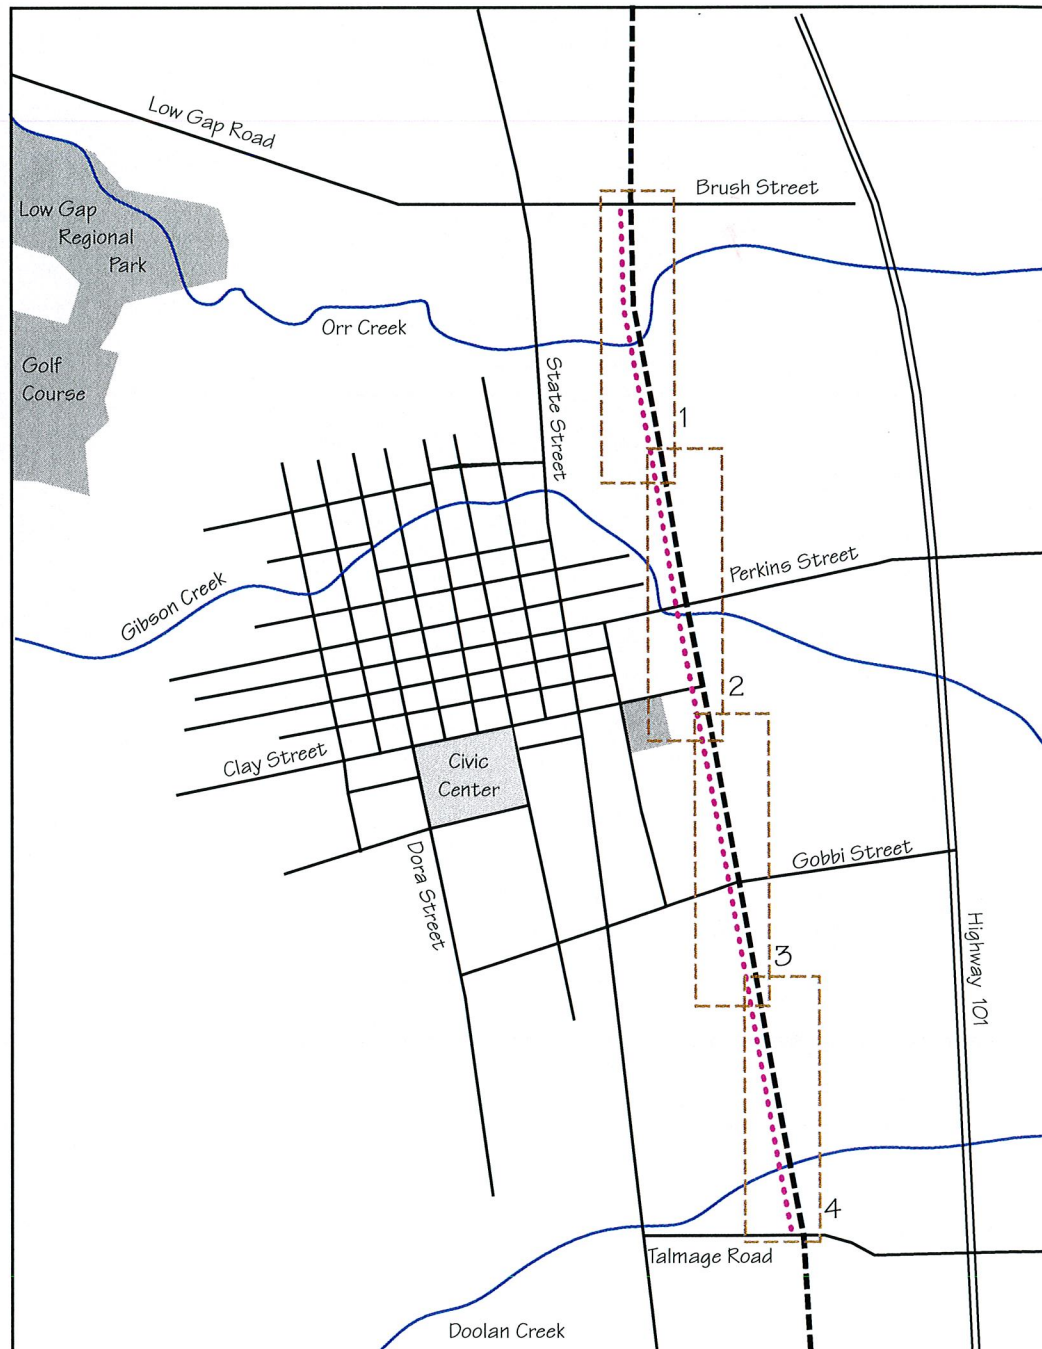 Low Gap Road
Brush Street
Low Gap
Regional
Park
Orr Creek
Golf
Course
State Street
1
Perkins Street
Gibson Creek
2
Clay Street
Civic
Center
Gobbi Street
Dora Street
Highway 101
3
4
Talmage Road
Doolan Creek